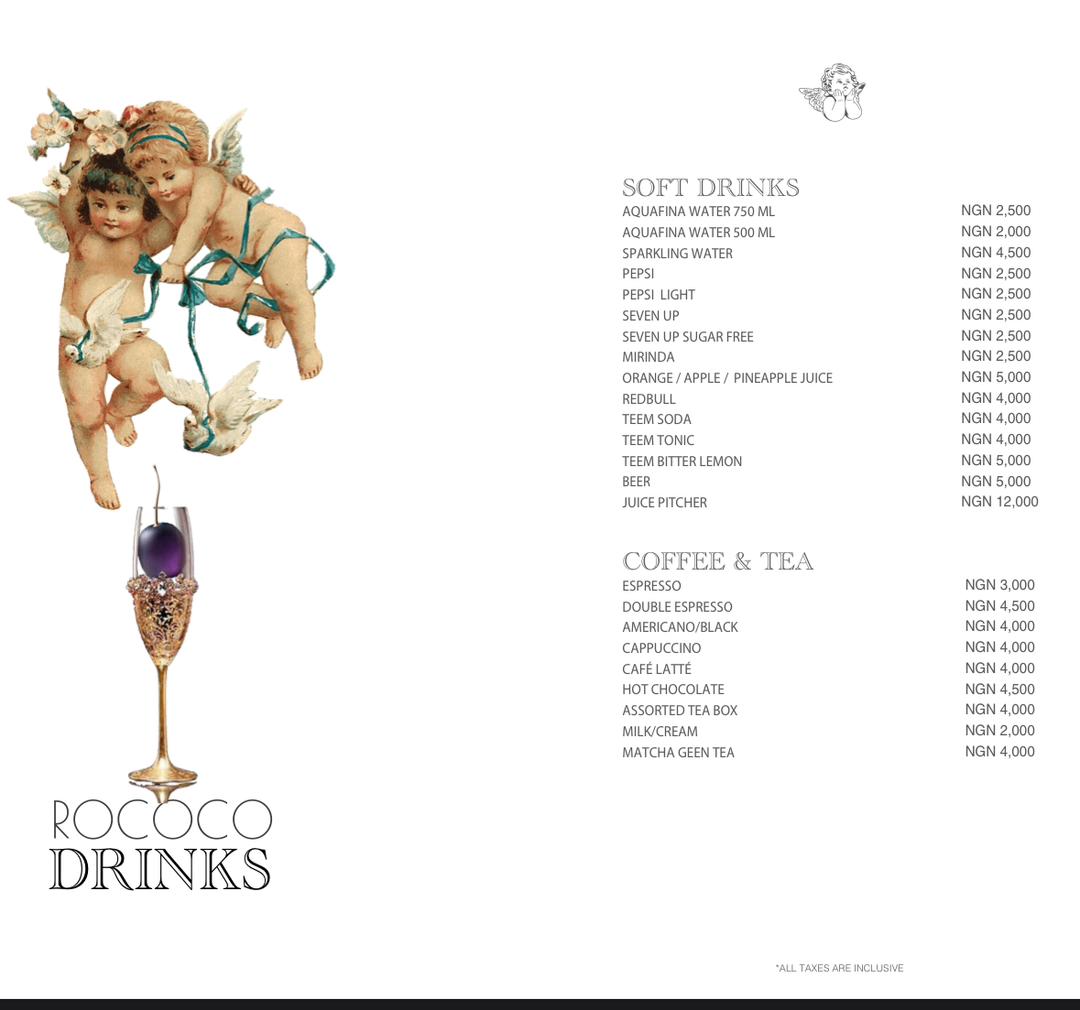 ROCOCO
DRINKS
SOFT DRINKS
AQUAFINA WATER 750 ML NGN 2,500
AQUAFINA WATER 500 ML NGN 2,000
SPARKLING WATER NGN 4,500
PEPSI NGN 2,500
PEPSI LIGHT NGN 2,500
SEVEN UP NGN 2,500
SEVEN UP SUGAR FREE NGN 2,500
MIRINDA NGN 2,500
ORANGE / APPLE / PINEAPPLE JUICE NGN 5,000
REDBULL NGN 4,000
TEEM SODA NGN 4,000
TEEM TONIC NGN 4,000
TEEM BITTER LEMON NGN 5,000
BEER NGN 5,000
JUICE PITCHER NGN 12,000
COFFEE & TEA
ESPRESSO NGN 3,000
DOUBLE ESPRESSO NGN 4,500
AMERICANO/BLACK NGN 4,000
CAPPUCCINO NGN 4,000
CAFÉ LATTÉ NGN 4,000
HOT CHOCOLATE NGN 4,500
ASSORTED TEA BOX NGN 4,000
MILK/CREAM NGN 2,000
MATCHA GEEN TEA NGN 4,000
*ALL TAXES ARE INCLUSIVE